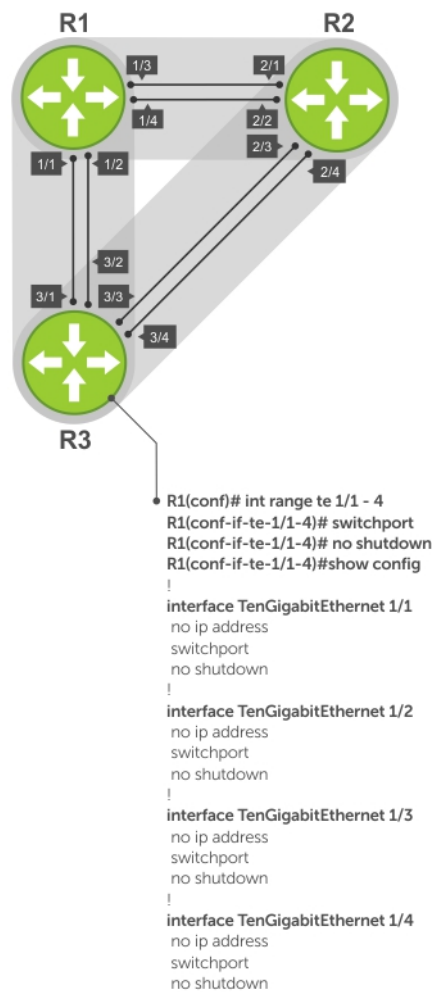 R1
R2
1/3
2/1
1/4
2/2
2/3
2/4
1/1
1/2
3/2
3/1
3/3
3/4
R3
R1(conf)# int range te 1/1 - 4
R1(conf-if-te-1/1-4)# switchport
R1(conf-if-te-1/1-4)# no shutdown
R1(conf-if-te-1/1-4)#show config
!
interface TenGigabitEthernet 1/1
no ip address
switchport
no shutdown
!
interface TenGigabitEthernet 1/2
no ip address
switchport
no shutdown
!
interface TenGigabitEthernet 1/3
no ip address
switchport
no shutdown
!
interface TenGigabitEthernet 1/4
no ip address
switchport
no shutdown